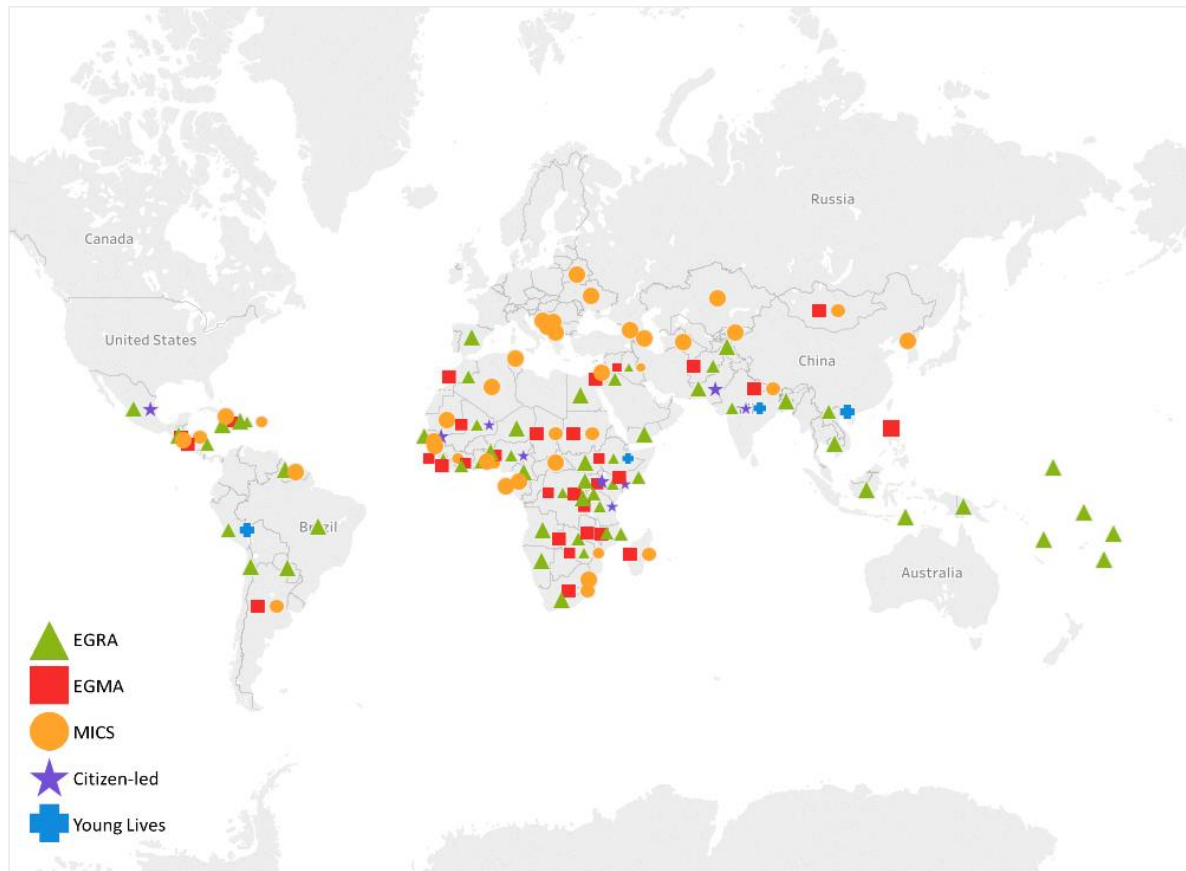 Russia
Canada
United States
China
Brazil
Australia
EGRA
EGMA
MICS
Citizen-led
Young Lives